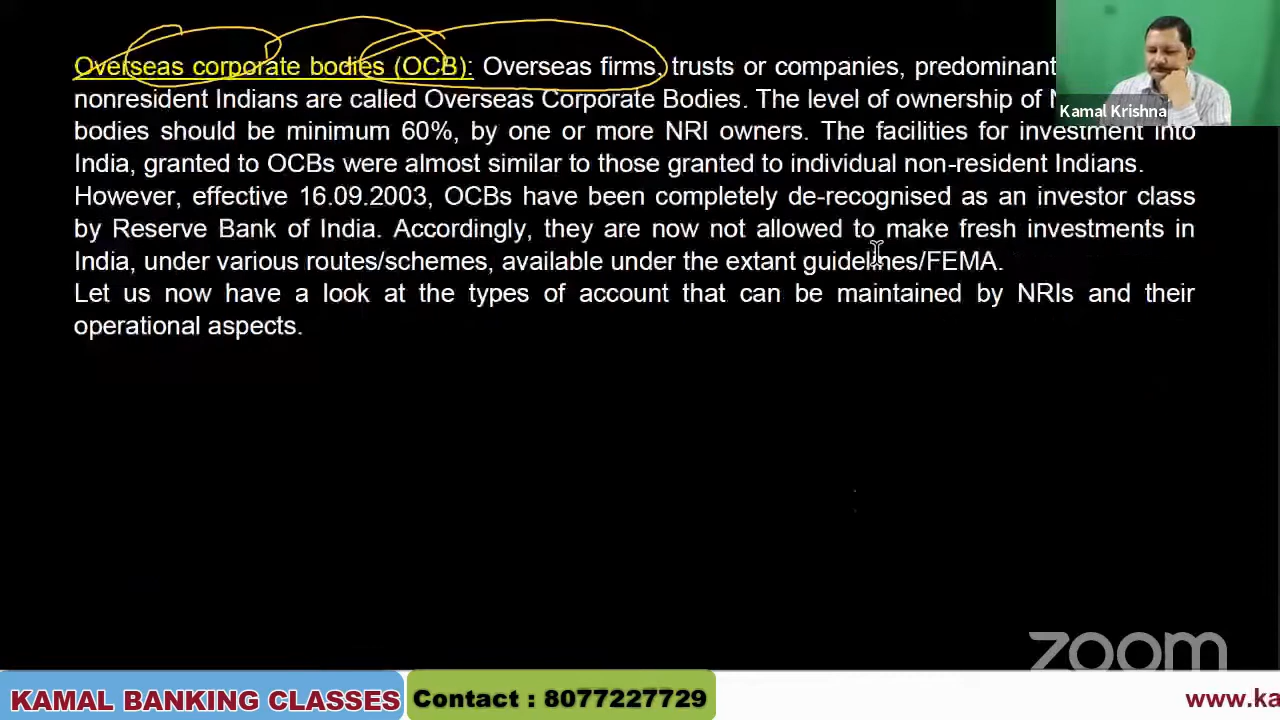 Overseas corporate bodies (OCB): Overseas firms, trusts or companies, predominant
nonresident Indians are called Overseas Corporate Bodies. The level of ownership of
bodies should be minimum 60%, by one or more NRI owners. The facilities for investment into
India, granted to OCBs were almost similar to those granted to individual non-resident Indians.
However, effective 16.09.2003, OCBs have been completely de-recognised as an investor class
by Reserve Bank of India. Accordingly, they are now not allowed to make fresh investments in
India, under various routes/schemes, available under the extant guidelines/FEMA.
Let us now have a look at the types of account that can be maintained by NRIs and their
operational aspects.
Kamal Krishna
zoom
KAMAL BANKING CLASSES
Contact : 8077227729
www.ka